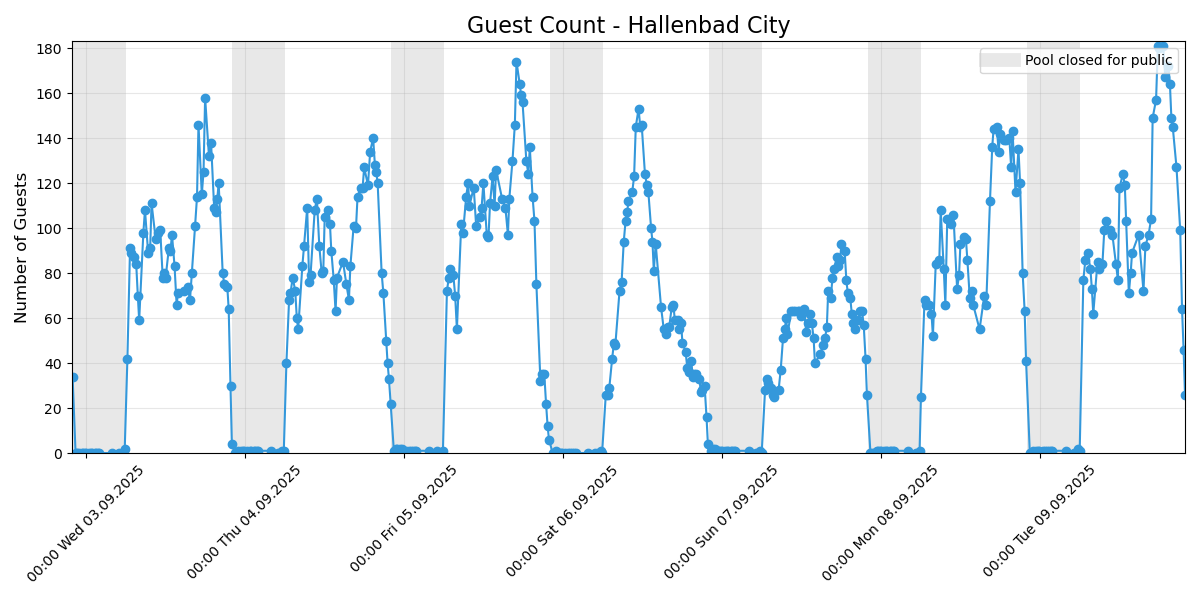 Guest Count - Hallenbad City
Pool closed for public
Number of Guests
180
160
140
120
100
80
60
40
20
0
00:00 Wed 03.09.2025
00:00 Thu 04.09.2025
00:00 Fri 05.09.2025
00:00 Sat 06.09.2025
00:00 Sun 07.09.2025
00:00 Mon 08.09.2025
00:00 Tue 09.09.2025